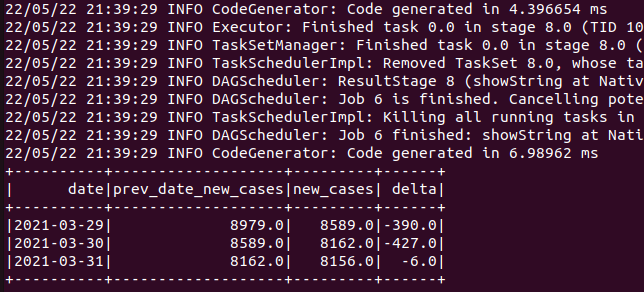 22/05/22 21:39:29 INFO CodeGenerator: Code generated in 4.396654 ms
22/05/22 21:39:29 INFO Executor: Finished task 0.0 in stage 8.0 (TID 10
22/05/22 21:39:29 INFO TaskSetManager: Finished task 0.0 in stage 8.0 (
22/05/22 21:39:29 INFO TaskSchedulerImpl: Removed TaskSet 8.0, whose ta
22/05/22 21:39:29 INFO DAGScheduler: ResultStage 8 (showString at Nativ
22/05/22 21:39:29 INFO DAGScheduler: Job 6 is finished. Cancelling pote
22/05/22 21:39:29 INFO TaskSchedulerImpl: Killing all running tasks in
22/05/22 21:39:29 INFO DAGScheduler: Job 6 finished: showString at Nati
22/05/22 21:39:29 INFO CodeGenerator: Code generated in 6.98962 ms
+----------+-------------------+---------+------+
|      date|prev_date_new_cases|new_cases| delta|
+----------+-------------------+---------+------+
|2021-03-29|             8979.0|   8589.0|-390.0|
|2021-03-30|             8589.0|   8162.0|-427.0|
|2021-03-31|             8162.0|   8156.0|  -6.0|
+----------+-------------------+---------+------+